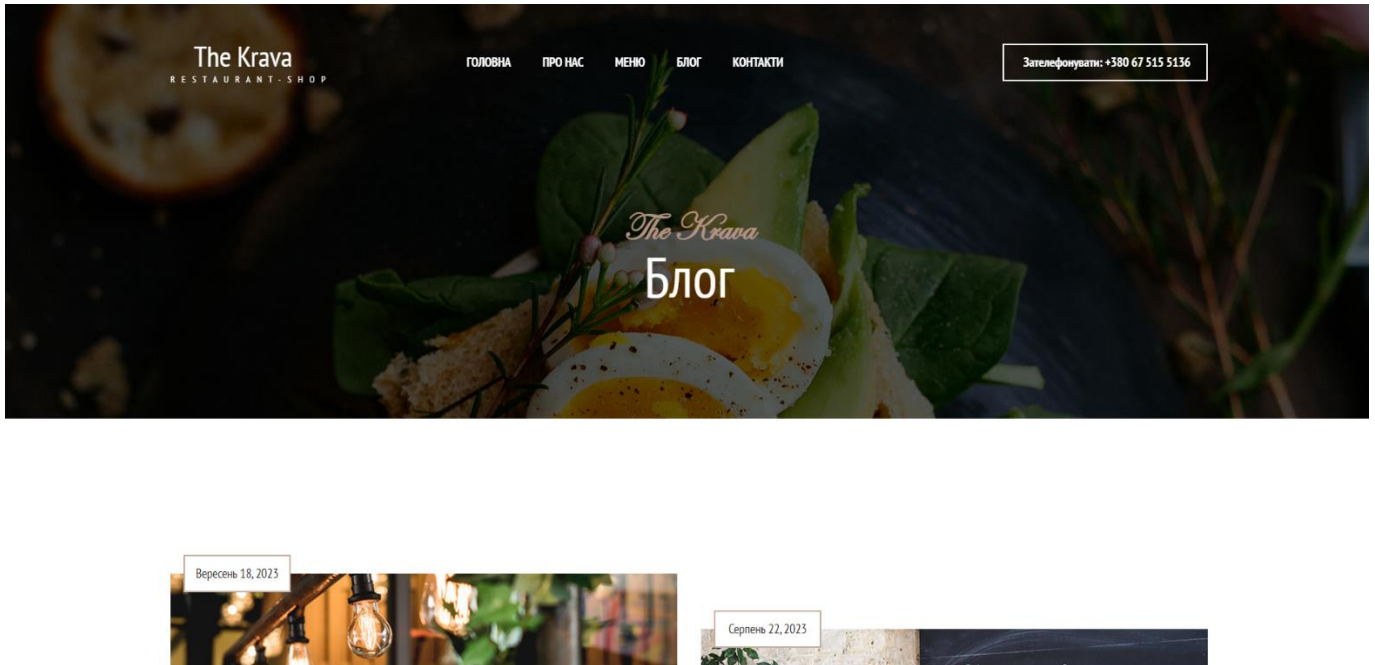 The Krava
RESTAURANT-SHOP
ГОЛОВНА ПРО НАС МЕНЮ БЛОГ КОНТАКТИ
Зателефонувати: +380 67 515 5136
The Krava
Блог
Вересень 18, 2023
Серпень 22, 2023